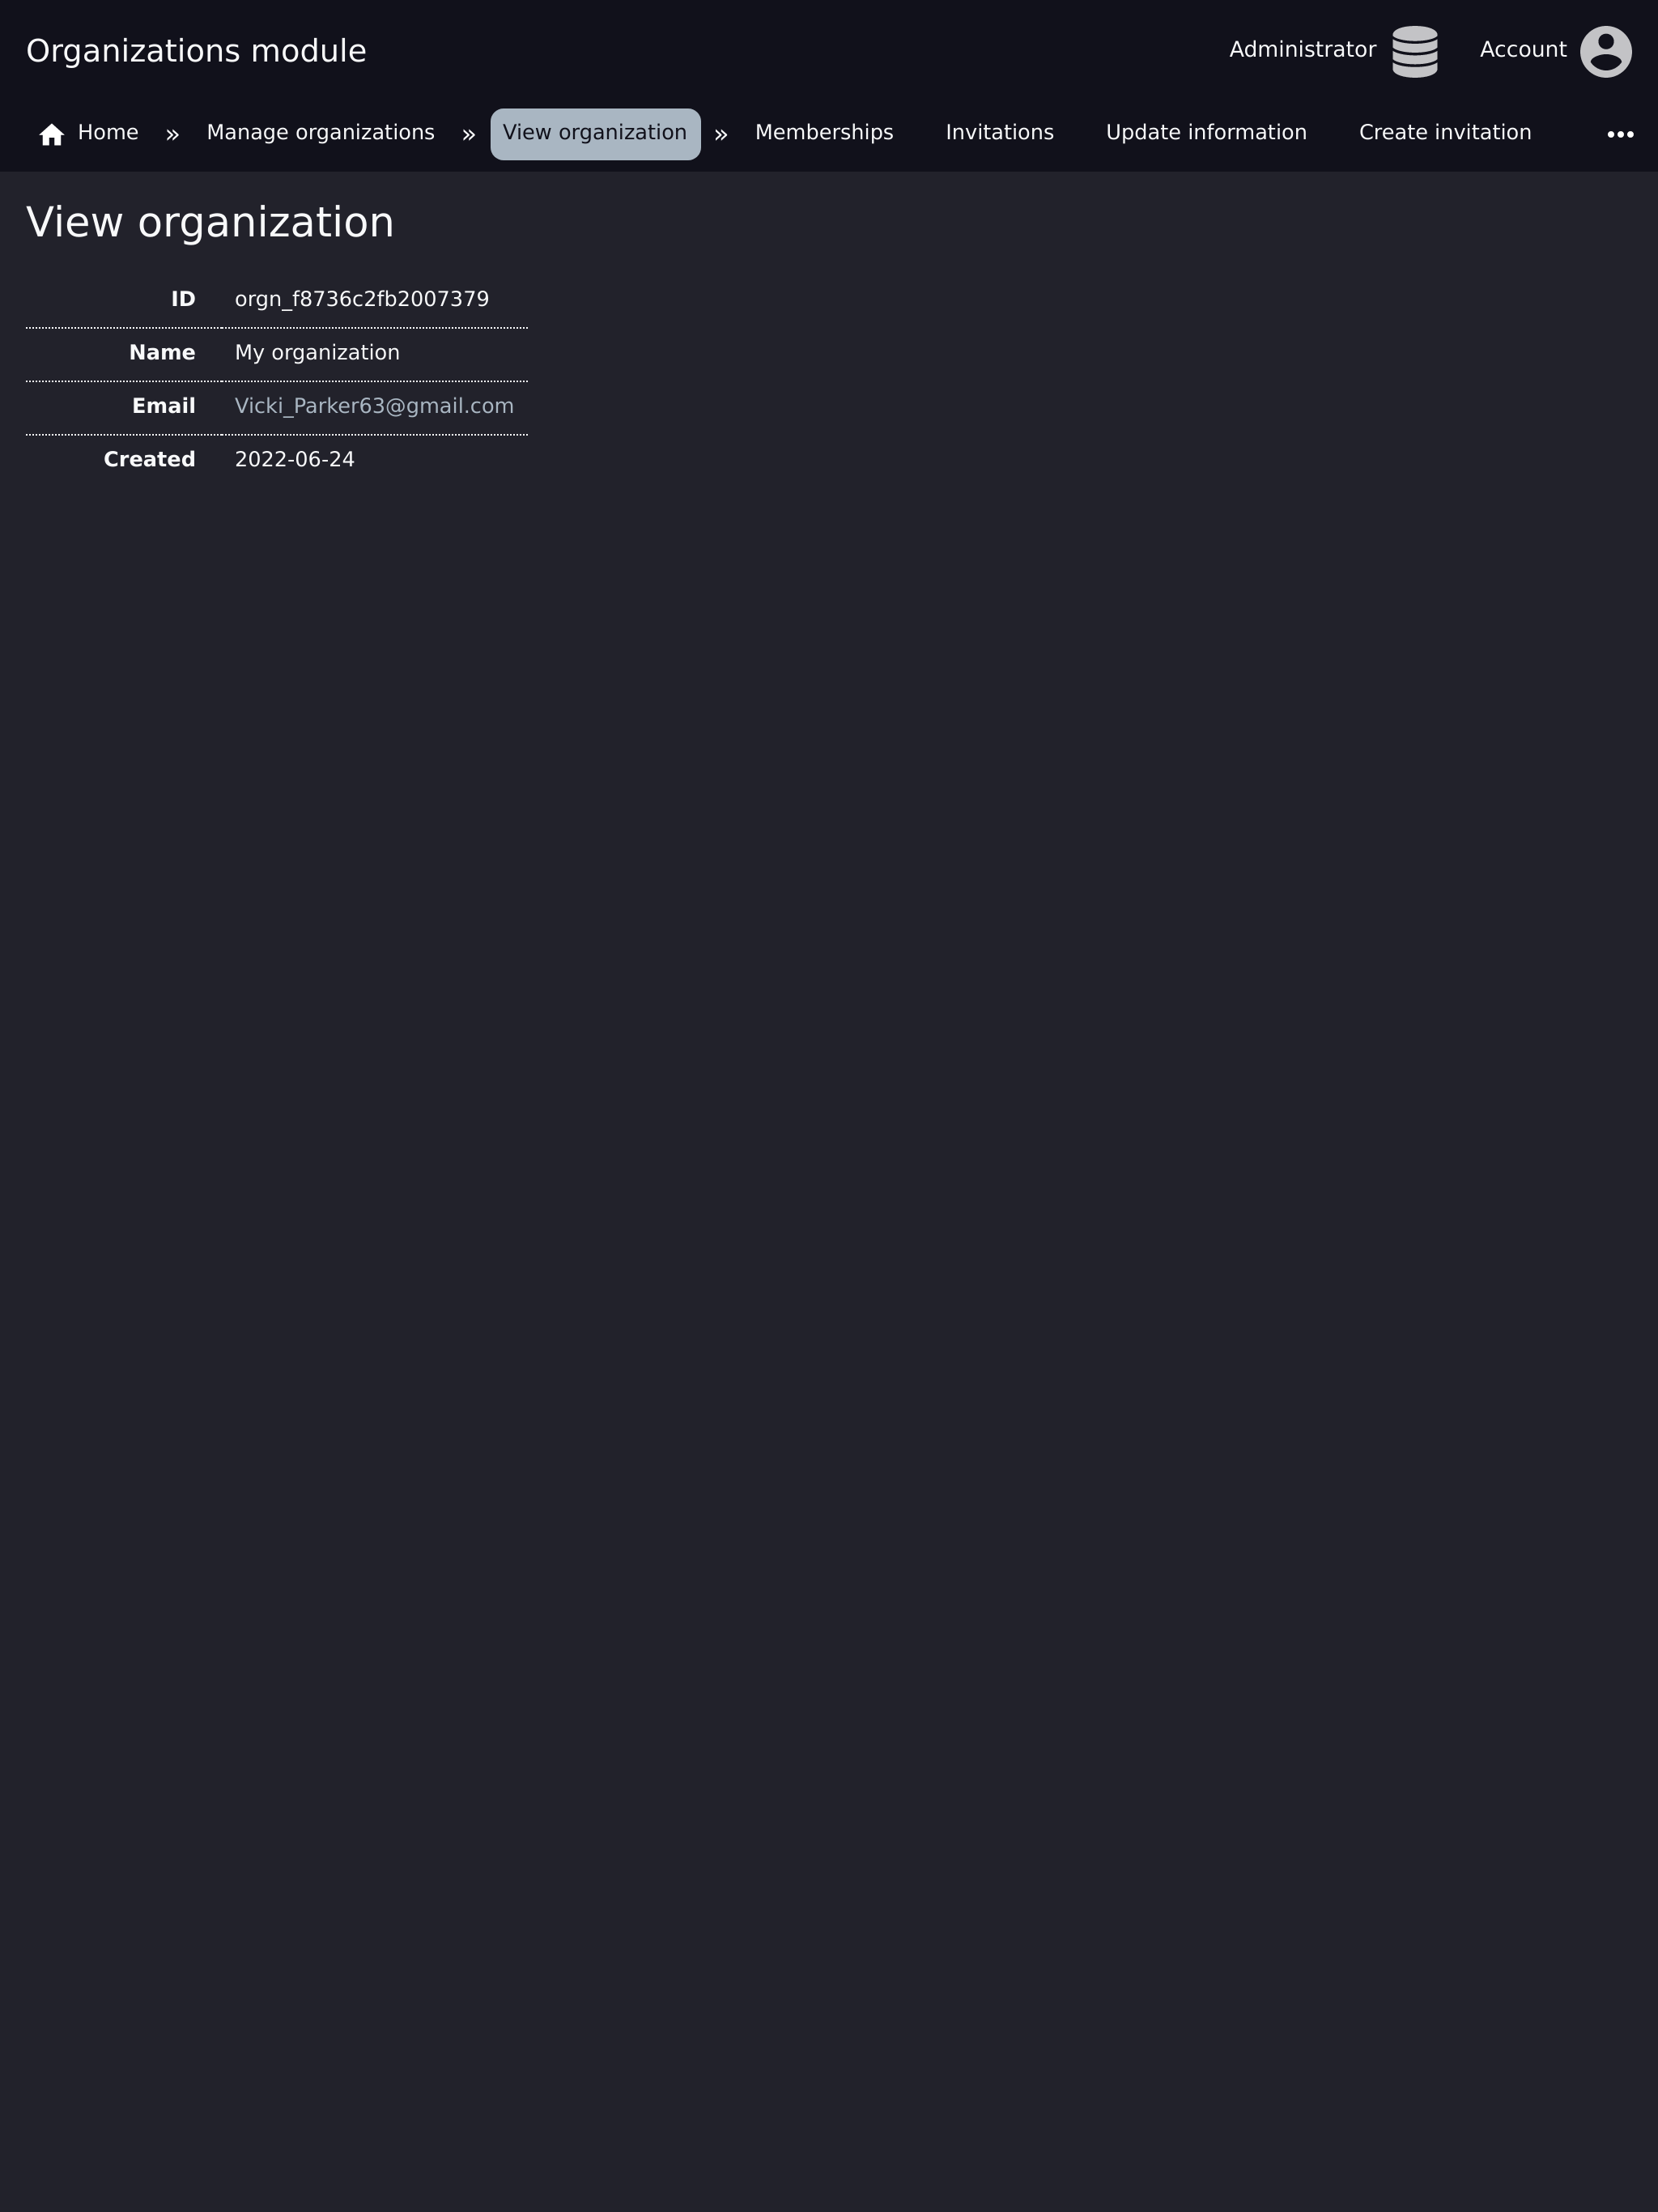 Organizations module
Administrator Account
Home » Manage organizations » View organization » Memberships Invitations Update information Create invitation •••
View organization
ID orgn_f8736c2fb2007379
Name My organization
Email Vicki_Parker63@gmail.com
Created 2022-06-24